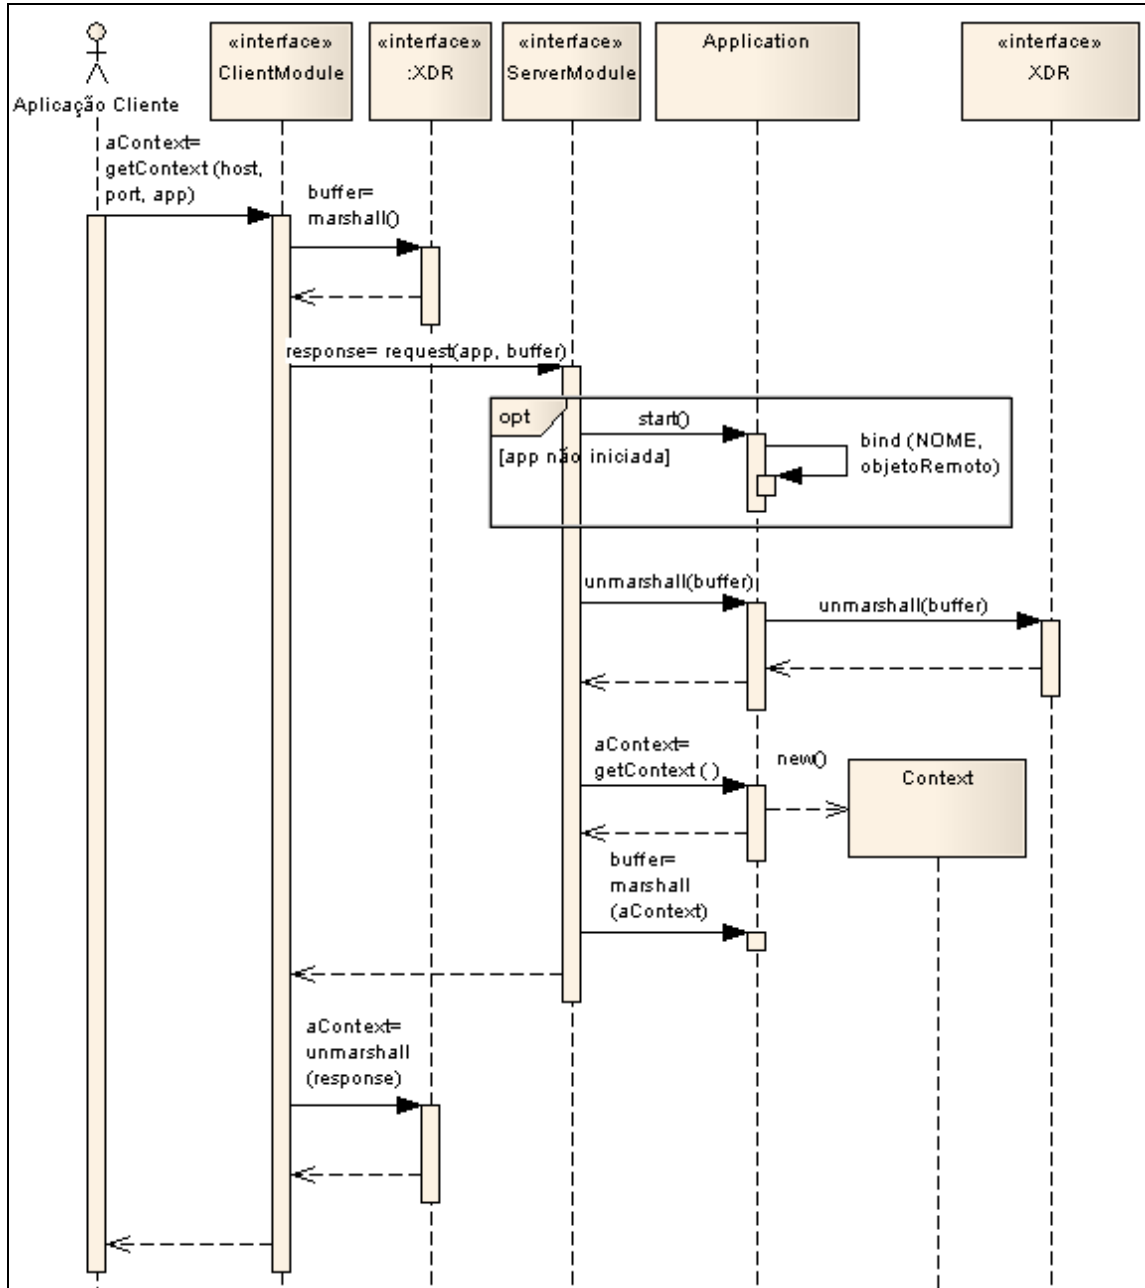 «interface»
ClientModule
«interface»
:XDR
«interface»
ServerModule
Application
«interface»
XDR
Aplicação Cliente
aContext=
getContext (host,
port, app)
buffer=
marshall()
response= request(app, buffer)
opt
[app não iniciada]
start()
bind (NOME,
objetoRemoto)
unmarshall(buffer)
unmarshall(buffer)
aContext=
getContext ( )
new()
Context
buffer=
marshall
(aContext)
aContext=
unmarshall
(response)